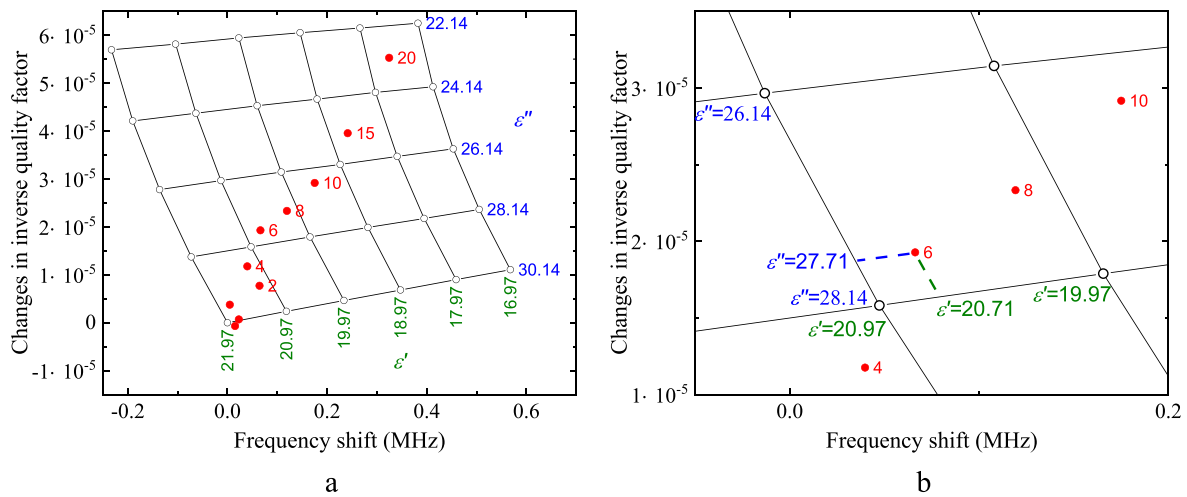 Changes in inverse quality factor
6· 10⁻⁵
5· 10⁻⁵
4· 10⁻⁵
3· 10⁻⁵
2· 10⁻⁵
1· 10⁻⁵
0
-1· 10⁻⁵
22.14
20
24.14
ε''
15
26.14
10
8
28.14
6
4
30.14
2
21.97
20.97
19.97
18.97
17.97
16.97
ε'
-0.2
0.0
0.2
0.4
0.6
Frequency shift (MHz)
a
Changes in inverse quality factor
3· 10⁻⁵
2· 10⁻⁵
1· 10⁻⁵
ε''=26.14
10
8
6
ε''=27.71
ε''=28.14
ε'=19.97
ε'=20.71
ε'=20.97
4
0.0
0.2
Frequency shift (MHz)
b